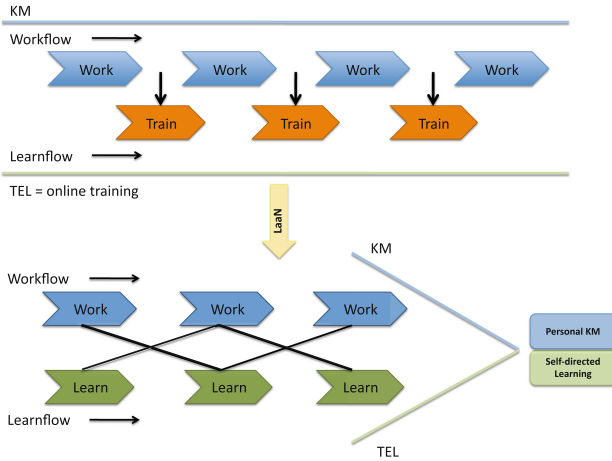 KM
Workflow
Work Work Work Work
Train Train Train
Learnflow
TEL = online training
LaaN
KM
Workflow
Work Work Work
Personal KM
Self-directed
Learning
Learn Learn Learn
Learnflow
TEL